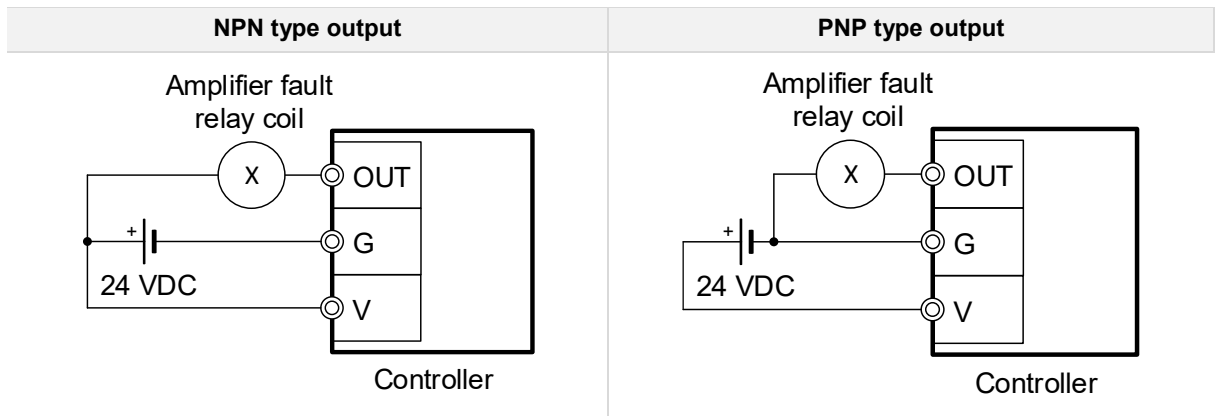 NPN type output
PNP type output
Amplifier fault
relay coil
X
OUT
+
G
24 VDC
V
Controller
Amplifier fault
relay coil
X
OUT
+
G
24 VDC
V
Controller